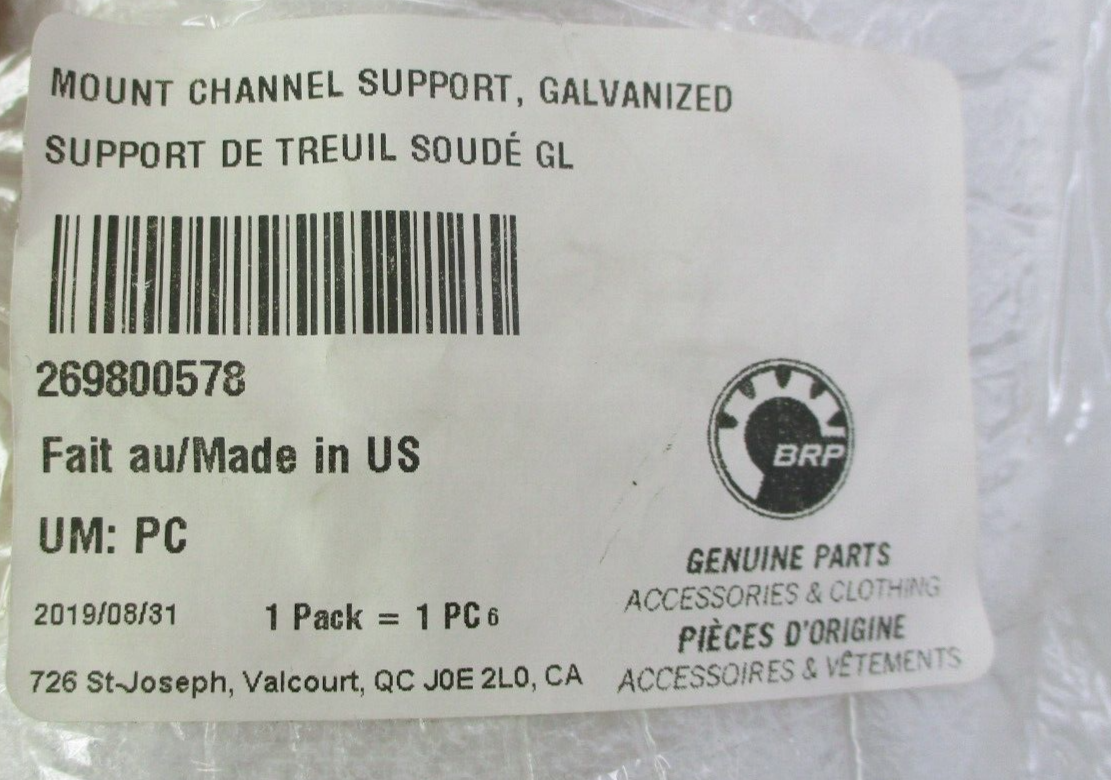 MOUNT CHANNEL SUPPORT, GALVANIZED
SUPPORT DE TREUIL SOUDÉ GL
269800578
Fait au/Made in US
UM: PC
2019/08/31 1 Pack = 1 PC 6
726 St-Joseph, Valcourt, QC J0E 2L0, CA
BRP
GENUINE PARTS
ACCESSORIES & CLOTHING
PIÈCES D'ORIGINE
ACCESSOIRES & VÊTEMENTS